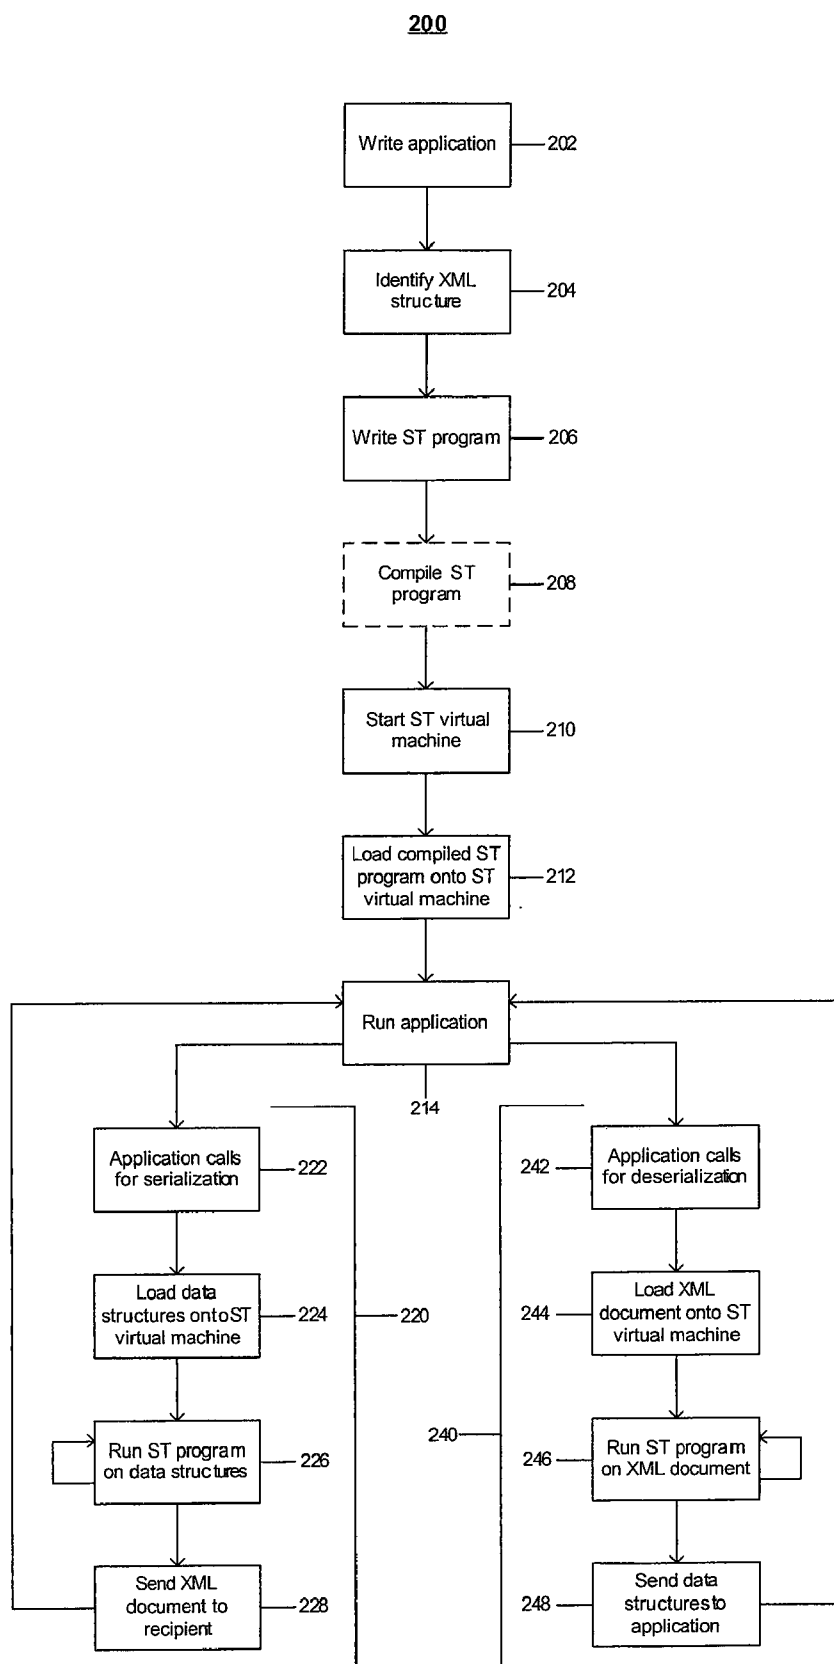 200
Write application
202
Identify XML
structure
204
Write ST program
206
Compile ST
program
208
Start ST virtual
machine
210
Load compiled ST
program onto ST
virtual machine
212
Run application
214
Application calls
for serialization
222
Load data
structures onto ST
virtual machine
224
220
Run ST program
on data structures
226
Send XML
document to
recipient
228
242
Application calls
for deserialization
244
Load XML
document onto ST
virtual machine
240
246
Run ST program
on XML document
248
Send data
structures to
application